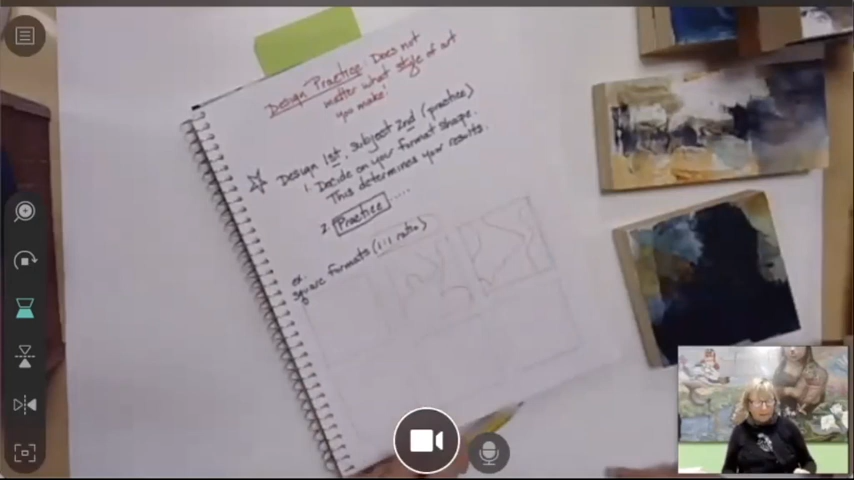 Design Practice: Does not
matter what style of art
you make!
Design 1st, subject 2nd (practice)
1. Decide on your format shape.
This determines your results.
2. Practice ....
ex:
square formats (1:1 ratio)